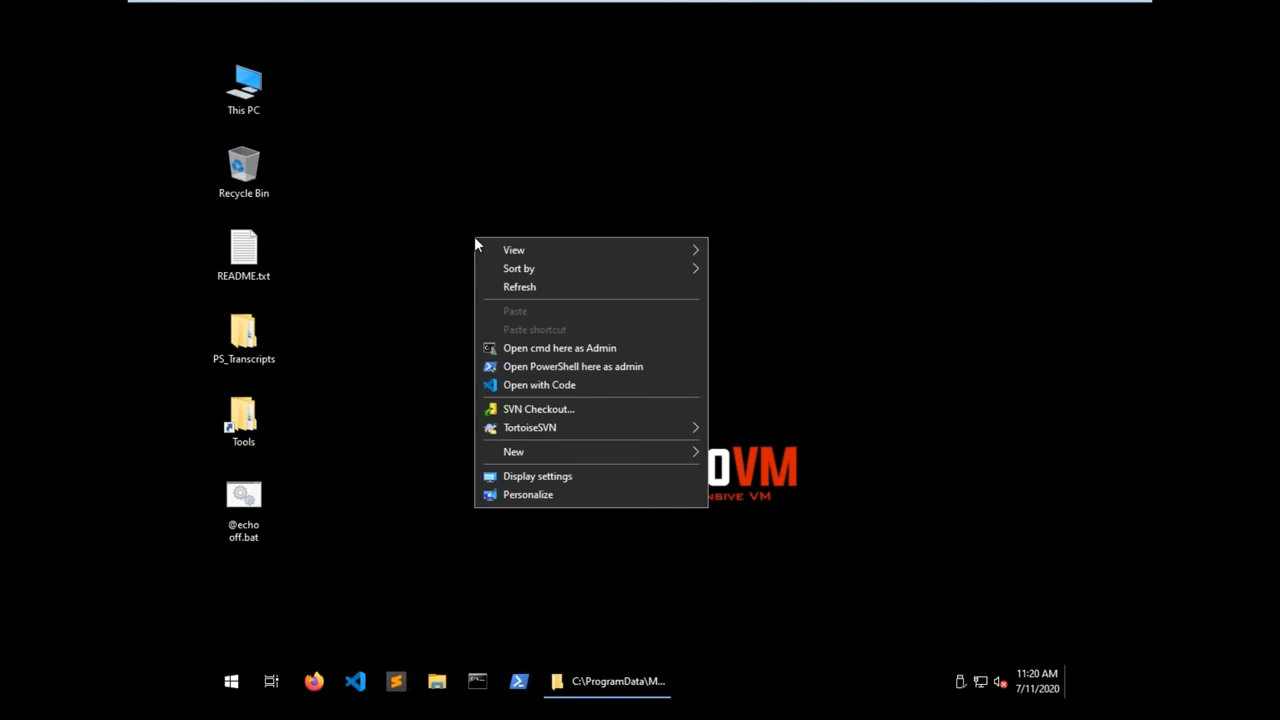 This PC
Recycle Bin
README.txt
PS_Transcripts
Tools
@echo
off.bat
View
Sort by
Refresh
Paste
Paste shortcut
Open cmd here as Admin
Open PowerShell here as admin
Open with Code
SVN Checkout...
TortoiseSVN
New
Display settings
Personalize
OVM
NSIVE VM
C:\ProgramData\M...
11:20 AM
7/11/2020